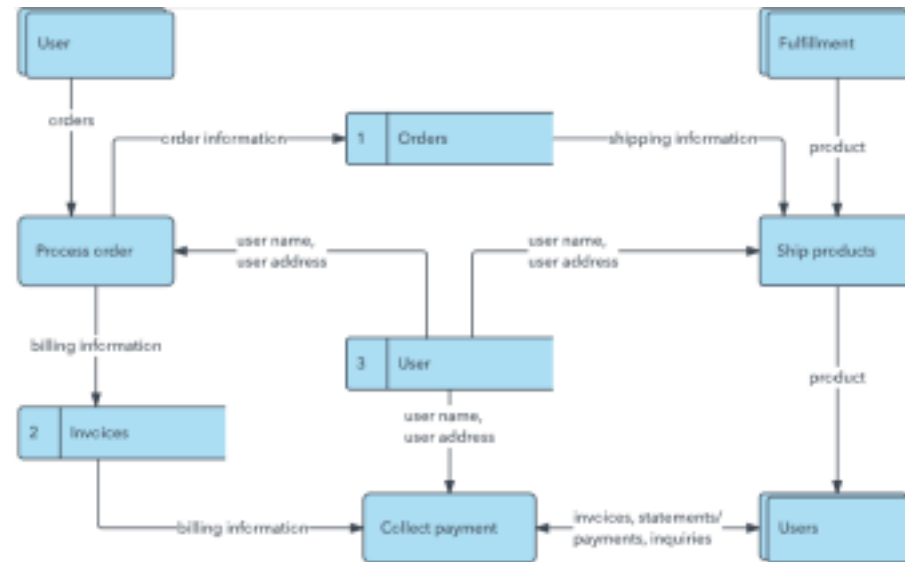 User
Fulfillment
orders
order information
1 Orders
shipping information
product
Process order
user name,
user address
user name,
user address
Ship products
billing information
3 User
product
2 Invoices
user name,
user address
billing information
Collect payment
invoices, statements/
payments, inquiries
Users